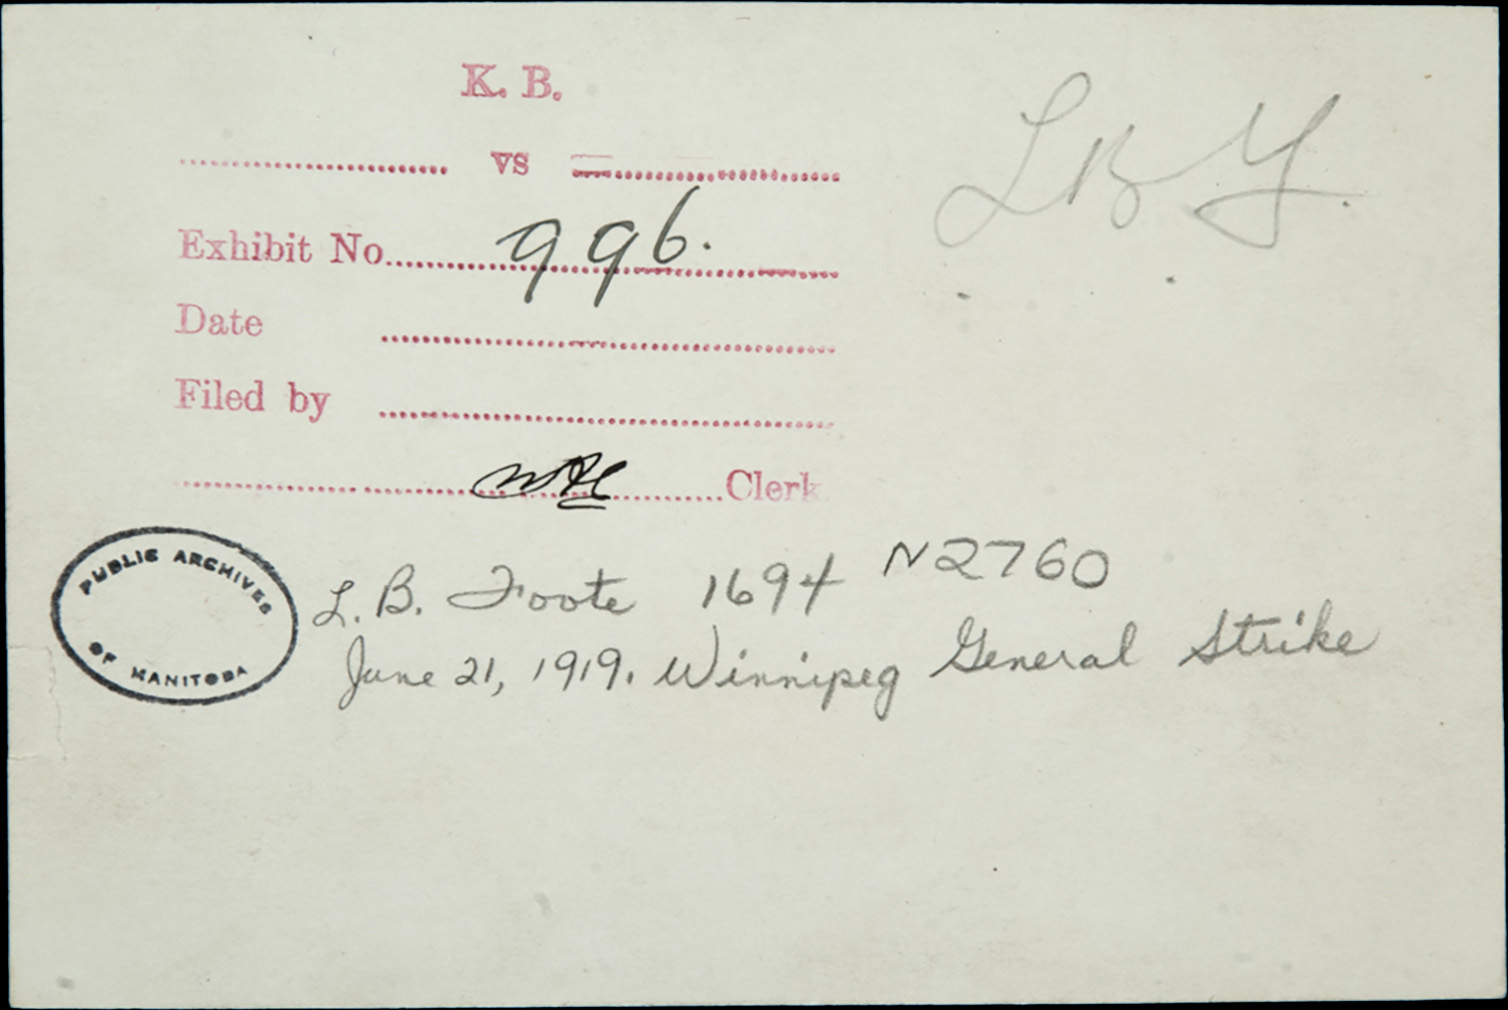 K. B.
vs
Exhibit No. 996.
Date
Filed by
Clerk
L B Y
PUBLIC ARCHIVES
OF MANITOBA
L. B. Foote 1694 N2760
June 21, 1919. Winnipeg General Strike